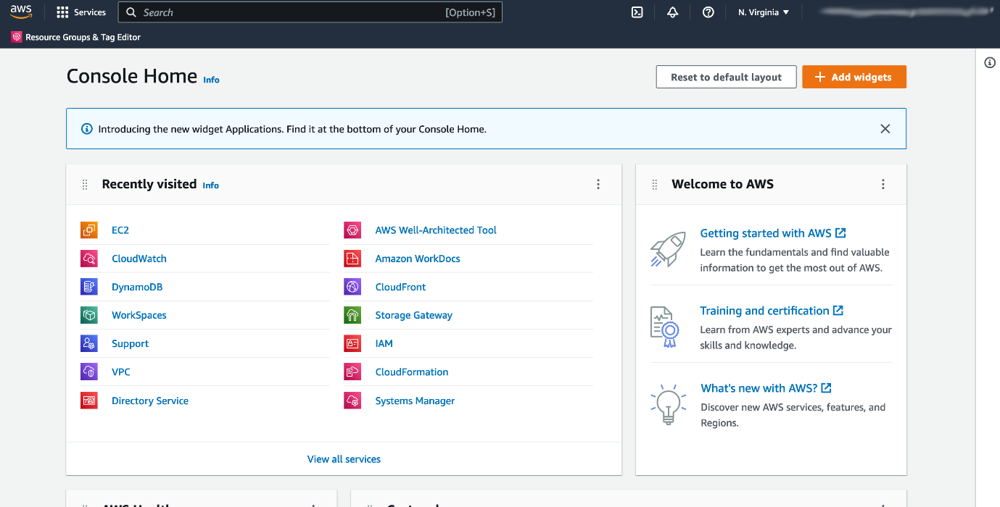 aws
Services
Search
[Option+S]
N. Virginia
Resource Groups & Tag Editor
Console Home Info
Reset to default layout
Add widgets
Introducing the new widget Applications. Find it at the bottom of your Console Home.
Recently visited Info
EC2
CloudWatch
DynamoDB
WorkSpaces
Support
VPC
Directory Service
AWS Well-Architected Tool
Amazon WorkDocs
CloudFront
Storage Gateway
IAM
CloudFormation
Systems Manager
View all services
Welcome to AWS
Getting started with AWS
Learn the fundamentals and find valuable
information to get the most out of AWS.
Training and certification
Learn from AWS experts and advance your
skills and knowledge.
What's new with AWS?
Discover new AWS services, features, and
Regions.
AWS Health